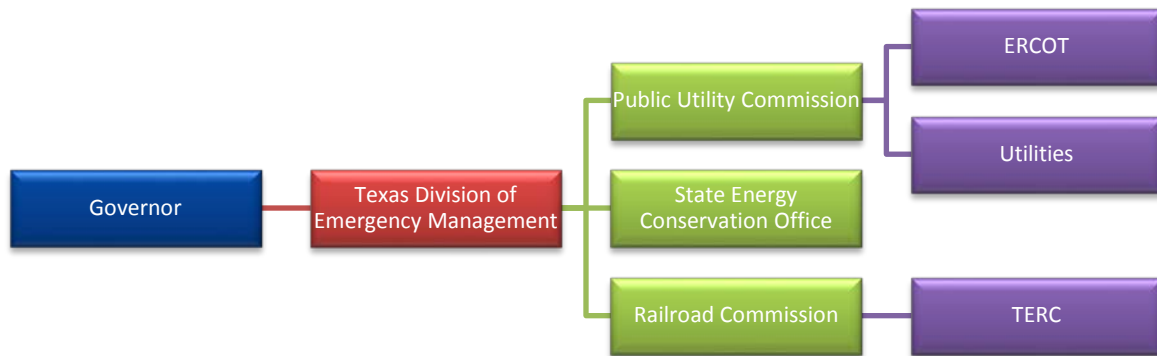 Governor
Texas Division of
Emergency Management
Public Utility Commission
State Energy
Conservation Office
Railroad Commission
ERCOT
Utilities
TERC